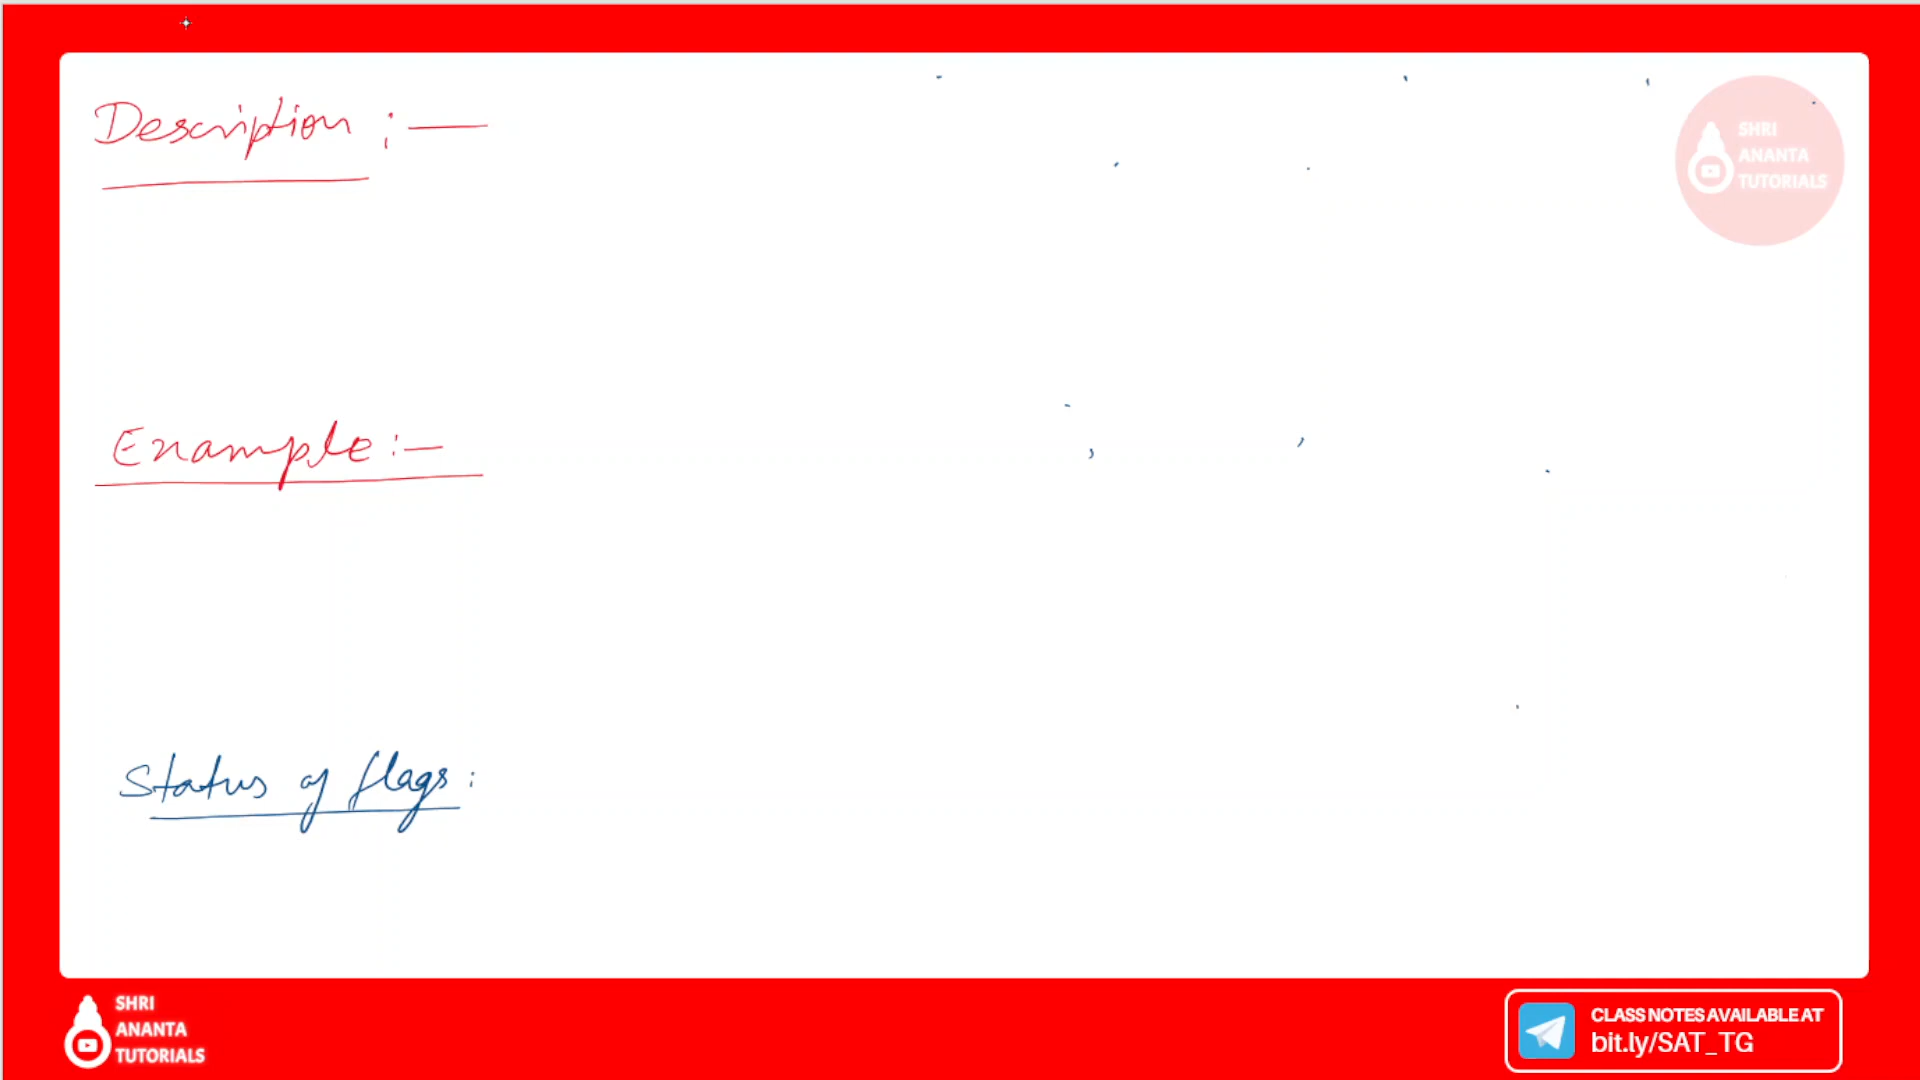 Description :—
SHRI
ANANTA
TUTORIALS
Example :—
Status of flags :
SHRI
ANANTA
TUTORIALS
CLASS NOTES AVAILABLE AT
bit.ly/SAT_TG